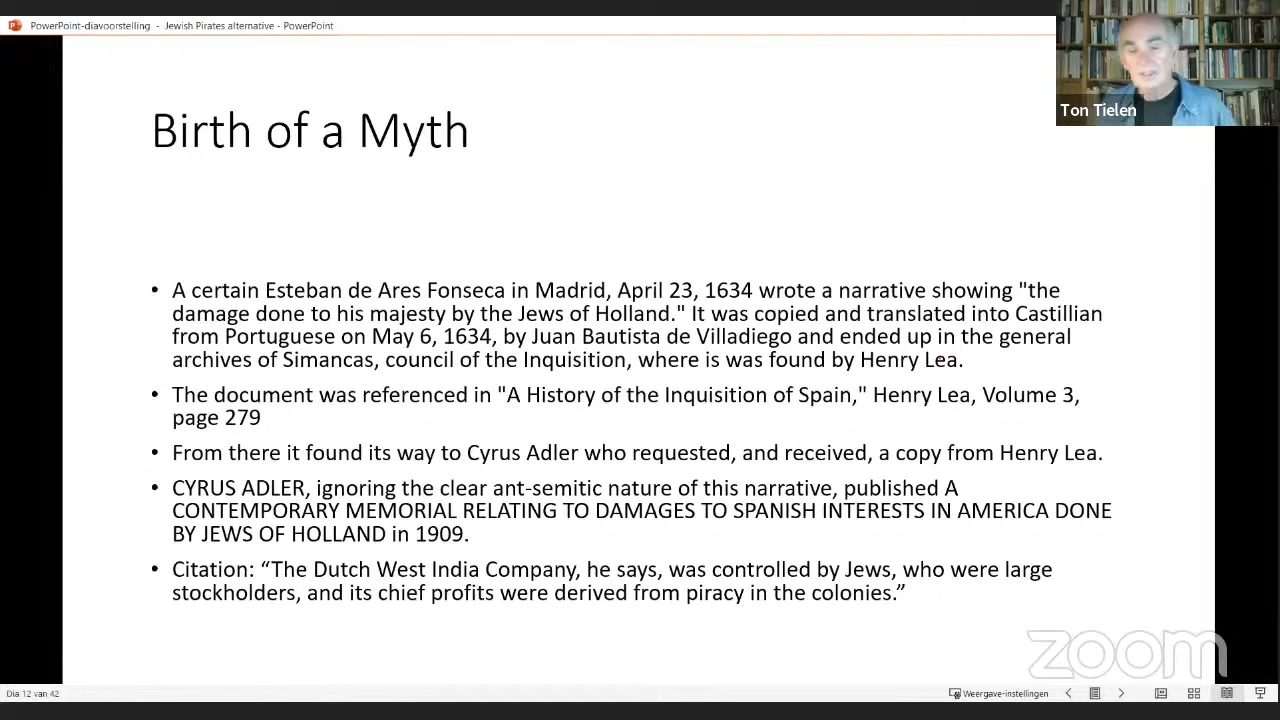 PowerPoint-diavoorstelling - Jewish Pirates alternative - PowerPoint
Ton Tielen
Birth of a Myth
• A certain Esteban de Ares Fonseca in Madrid, April 23, 1634 wrote a narrative showing "the
damage done to his majesty by the Jews of Holland." It was copied and translated into Castillian
from Portuguese on May 6, 1634, by Juan Bautista de Villadiego and ended up in the general
archives of Simancas, council of the Inquisition, where is was found by Henry Lea.
• The document was referenced in "A History of the Inquisition of Spain," Henry Lea, Volume 3,
page 279
• From there it found its way to Cyrus Adler who requested, and received, a copy from Henry Lea.
• CYRUS ADLER, ignoring the clear ant-semitic nature of this narrative, published A
CONTEMPORARY MEMORIAL RELATING TO DAMAGES TO SPANISH INTERESTS IN AMERICA DONE
BY JEWS OF HOLLAND in 1909.
• Citation: “The Dutch West India Company, he says, was controlled by Jews, who were large
stockholders, and its chief profits were derived from piracy in the colonies.”
zoom
Dia 12 van 42
Weergave-instellingen